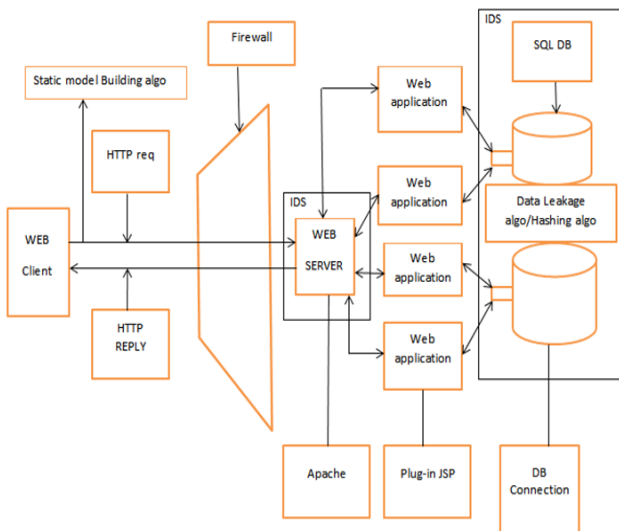 IDS
Firewall
SQL DB
Static model Building algo
Web
application
HTTP req
Web
application
IDS
Data Leakage
algo/Hashing algo
WEB
Client
WEB
SERVER
Web
application
HTTP
REPLY
Web
application
Apache
Plug-in JSP
DB
Connection